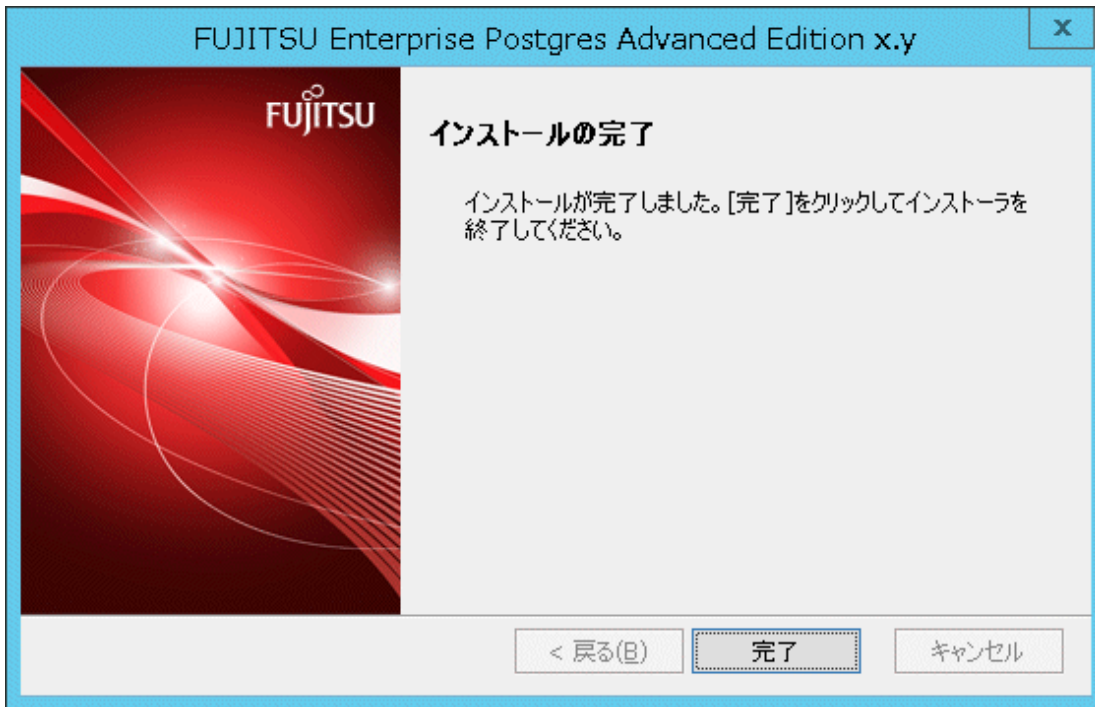 FUJITSU Enterprise Postgres Advanced Edition x.y
x
FUJITSU
インストールの完了
インストールが完了しました。[完了]をクリックしてインストーラを
終了してください。
< 戻る(B)
完了
キャンセル